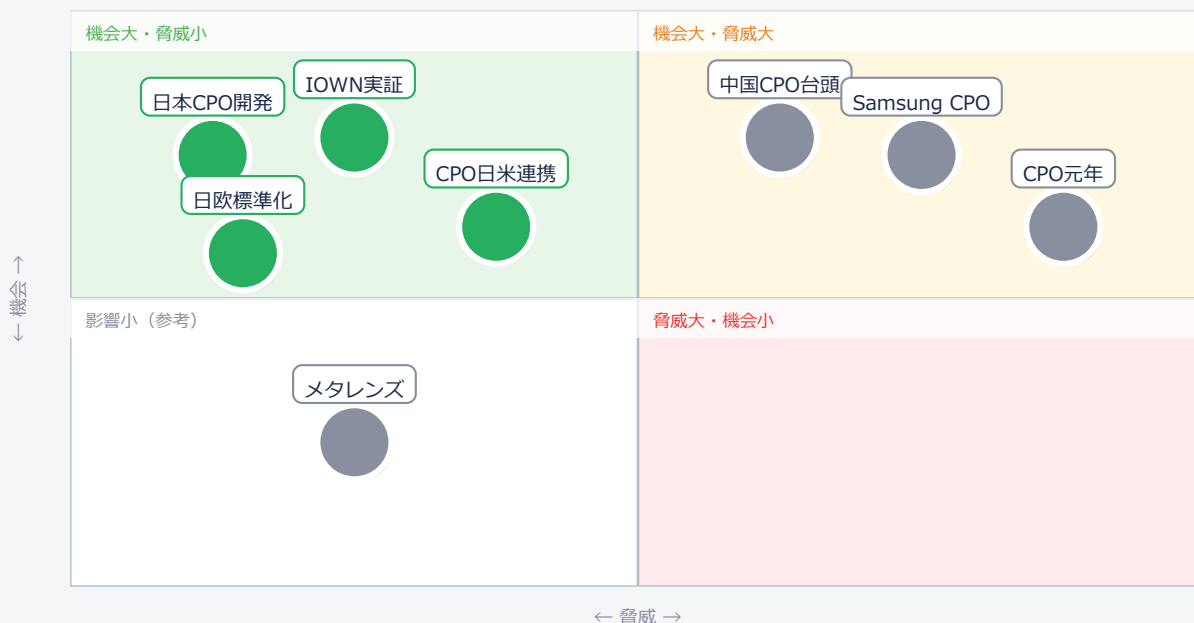 機会大・脅威小
機会大・脅威大
IOWN実証
日本CPO開発
中国CPO台頭
Samsung CPO
CPO日米連携
CPO元年
日欧標準化
← 機会 →
影響小（参考）
脅威大・機会小
メタレンズ
← 脅威 →